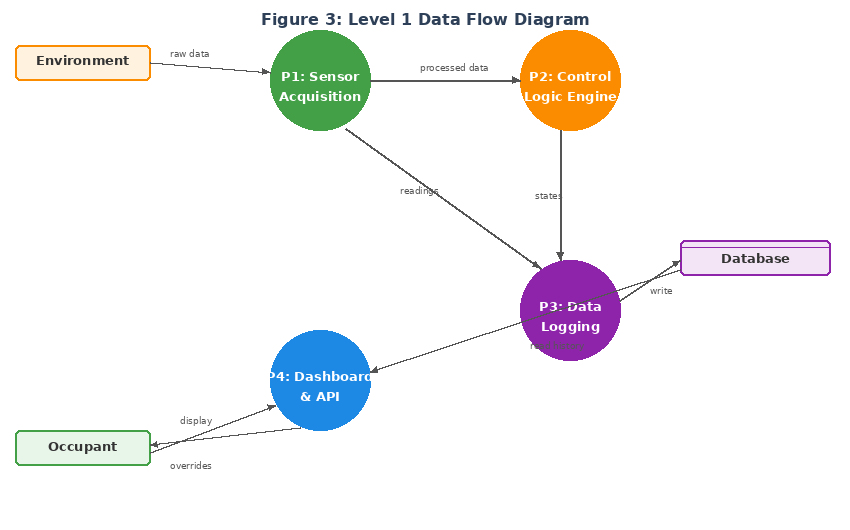 Figure 3: Level 1 Data Flow Diagram
Environment
raw data
P1: Sensor
Acquisition
processed data
P2: Control
Logic Engine
readings
states
Database
write
P3: Data
Logging
P4: Dashboard
& API
display
Occupant
overrides